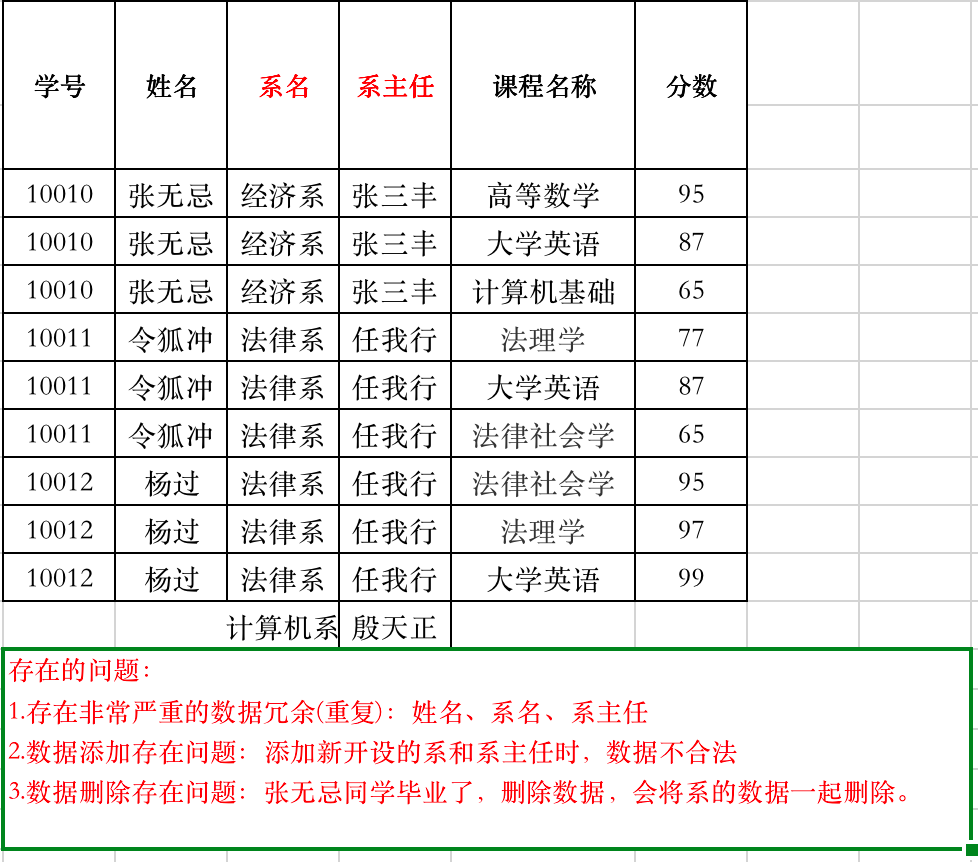 学号 姓名 系名 系主任 课程名称 分数
10010 张无忌 经济系 张三丰 高等数学 95
10010 张无忌 经济系 张三丰 大学英语 87
10010 张无忌 经济系 张三丰 计算机基础 65
10011 令狐冲 法律系 任我行 法理学 77
10011 令狐冲 法律系 任我行 大学英语 87
10011 令狐冲 法律系 任我行 法律社会学 65
10012 杨过 法律系 任我行 法律社会学 95
10012 杨过 法律系 任我行 法理学 97
10012 杨过 法律系 任我行 大学英语 99
计算机系 殷天正
存在的问题：
1.存在非常严重的数据冗余(重复)：姓名、系名、系主任
2.数据添加存在问题：添加新开设的系和系主任时，数据不合法
3.数据删除存在问题：张无忌同学毕业了，删除数据，会将系的数据一起删除。